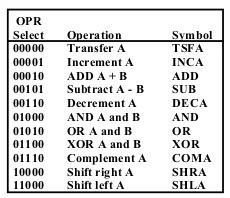 OPR
Select Operation Symbol
00000 Transfer A TSFA
00001 Increment A INCA
00010 ADD A + B ADD
00101 Subtract A - B SUB
00110 Decrement A DECA
01000 AND A and B AND
01010 OR A and B OR
01100 XOR A and B XOR
01110 Complement A COMA
10000 Shift right A SHRA
11000 Shift left A SHLA